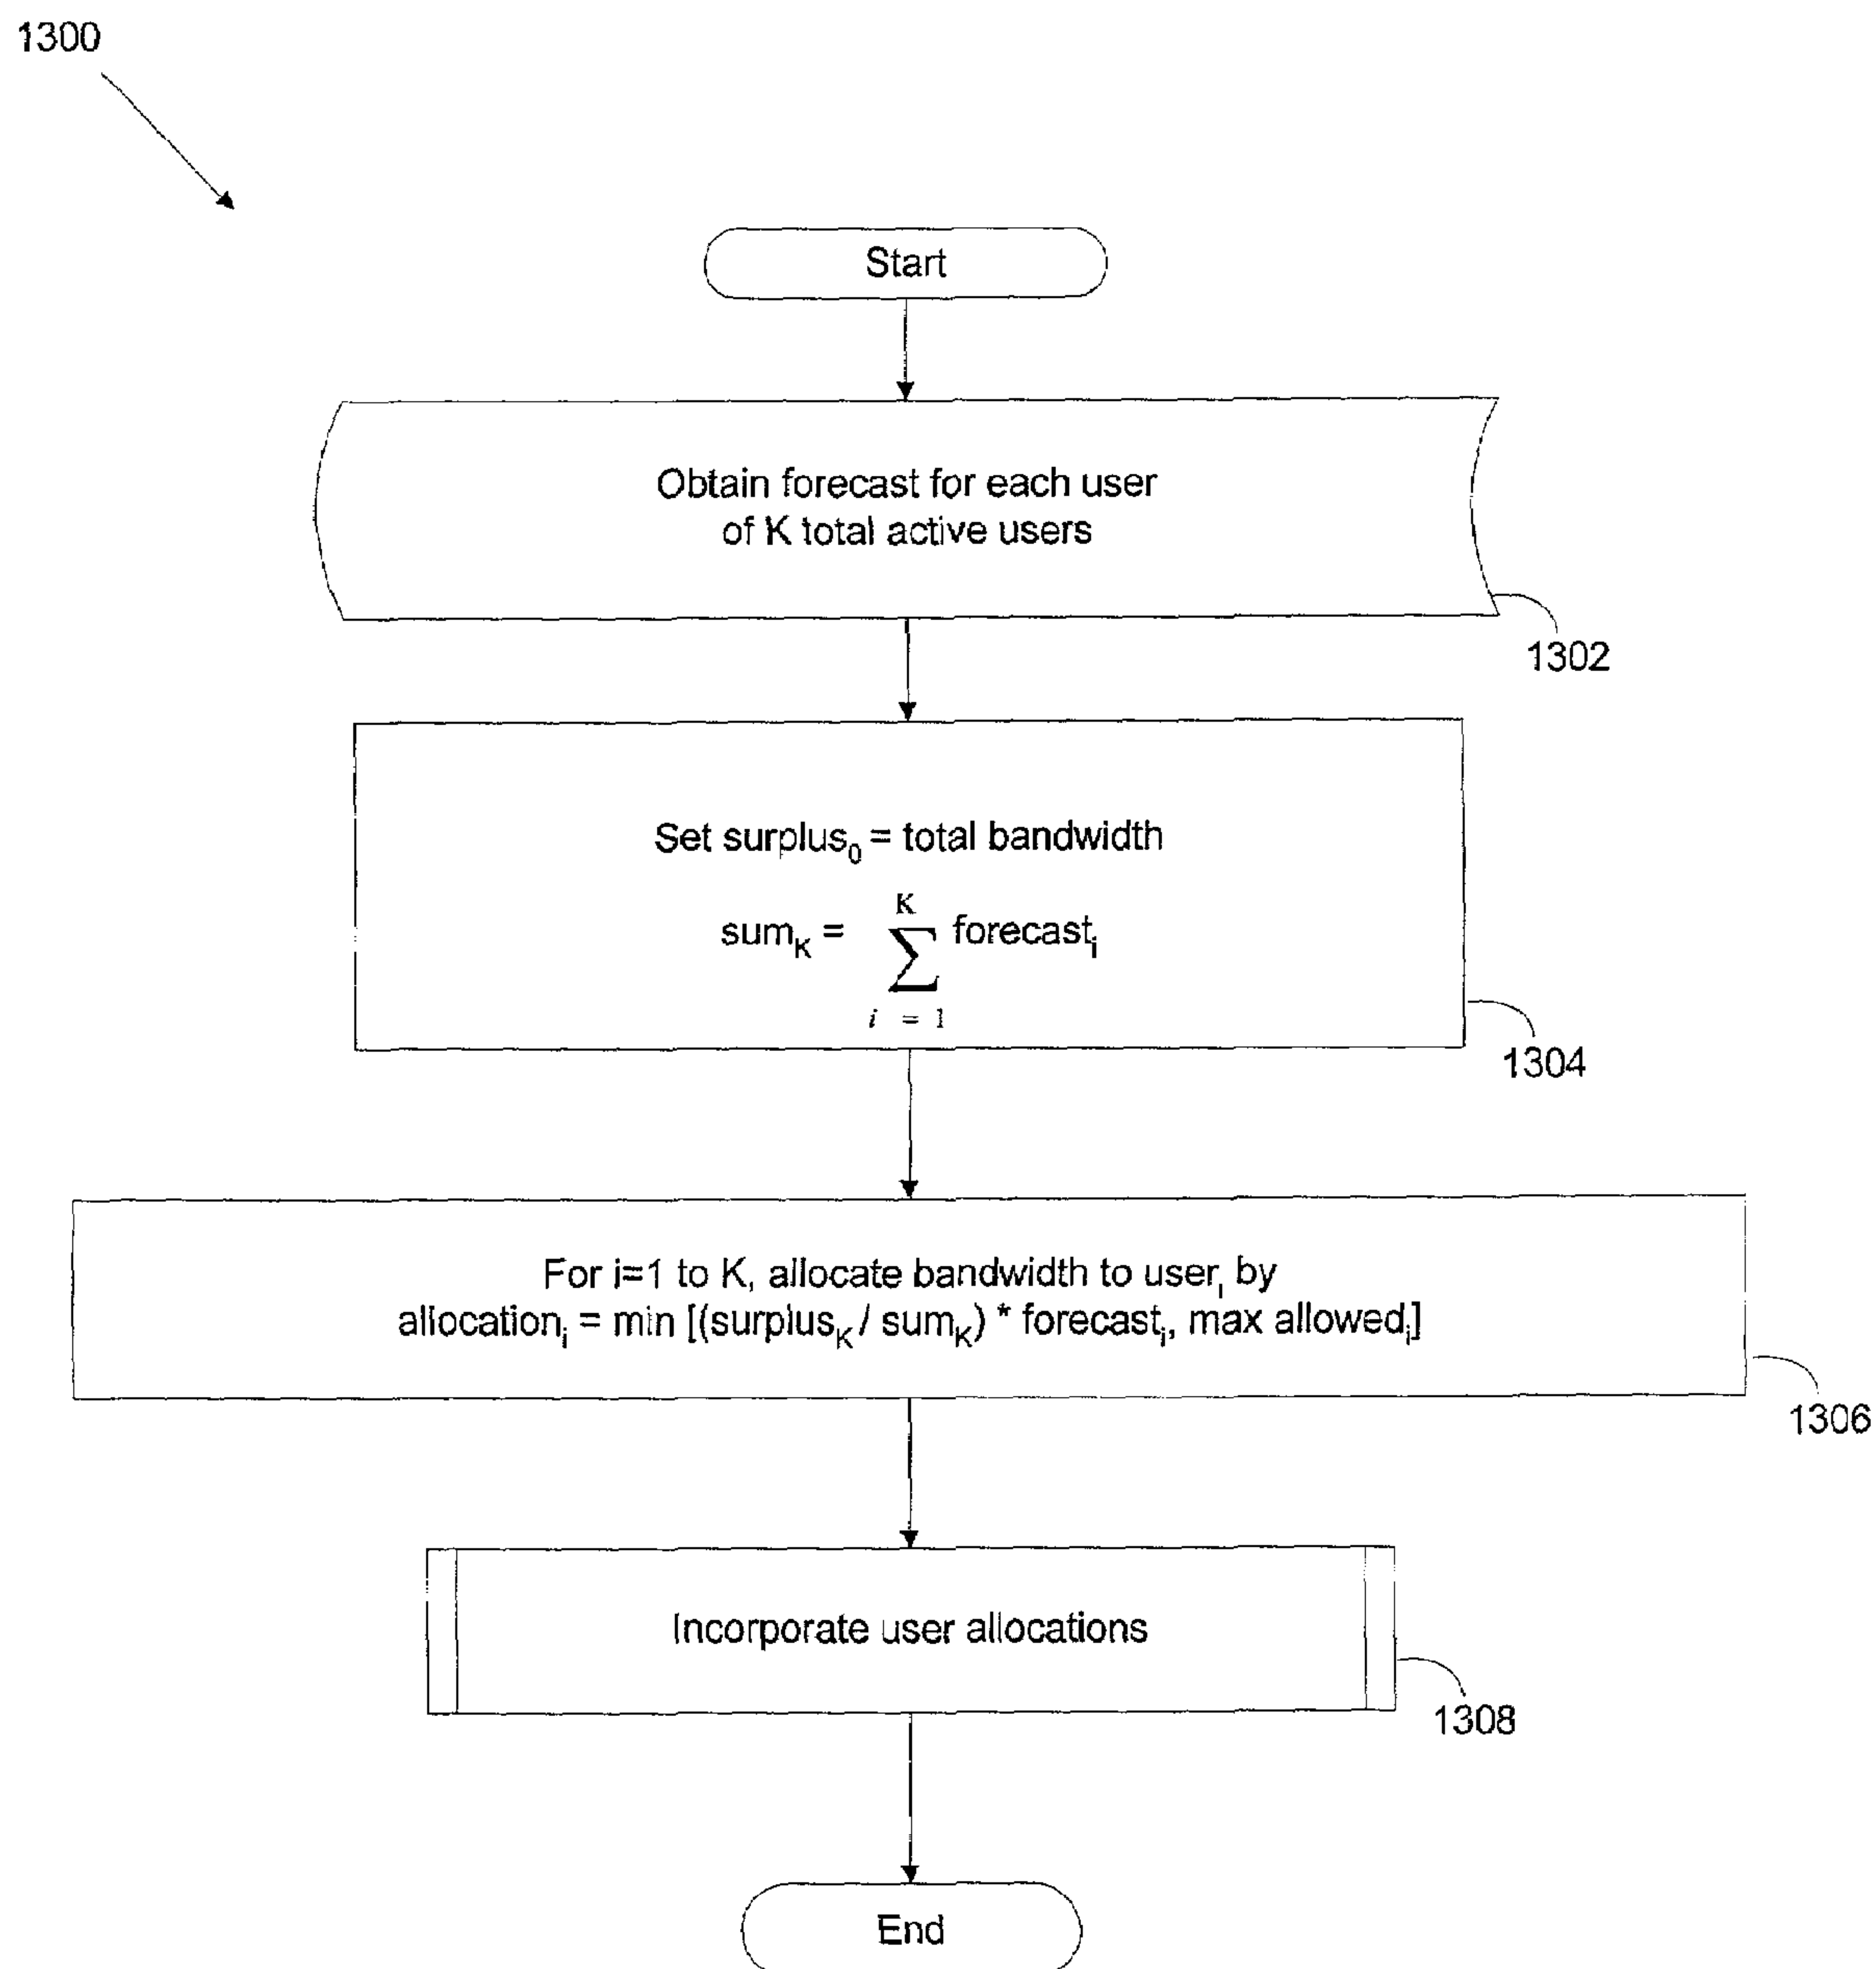 1300
Start
Obtain forecast for each user
of K total active users
1302
Set surplus₀ = total bandwidth
K
sumₖ = ∑ forecastᵢ
i = 1
1304
For i=1 to K, allocate bandwidth to userᵢ by
allocationᵢ = min [(surplusₖ / sumₖ) * forecastᵢ, max allowedᵢ]
1306
Incorporate user allocations
1308
End